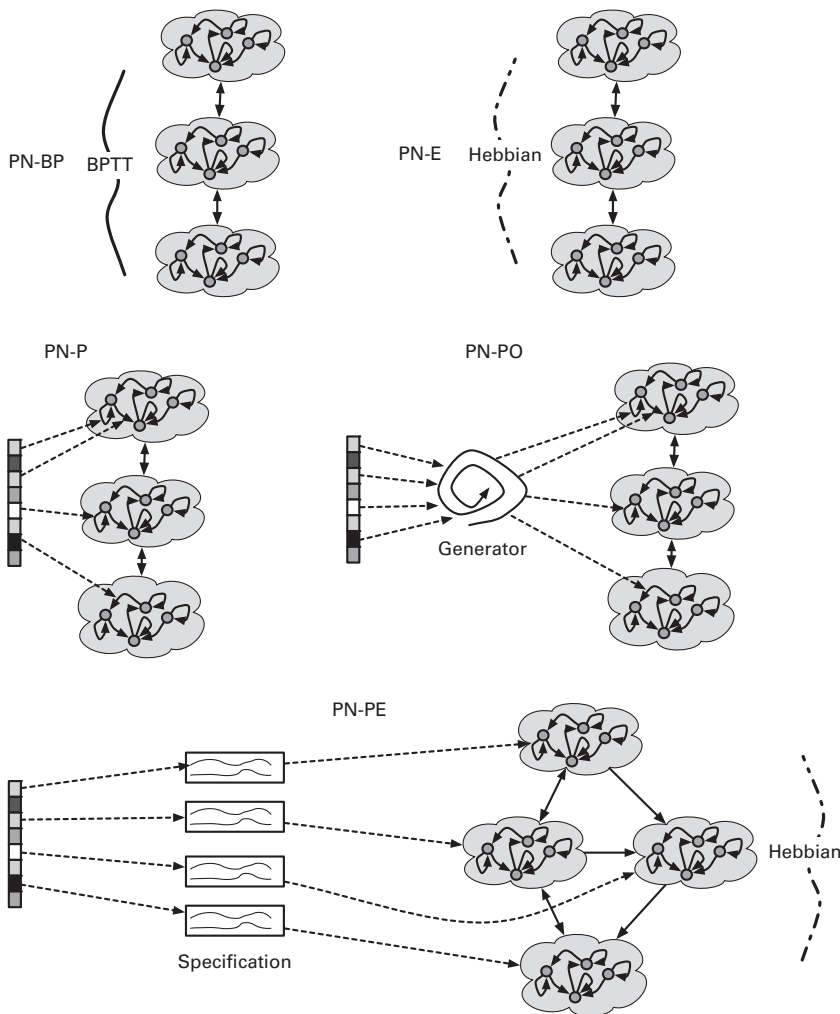 PN-BP
BPTT
PN-E
Hebbian
PN-P
PN-PO
Generator
PN-PE
Hebbian
Specification